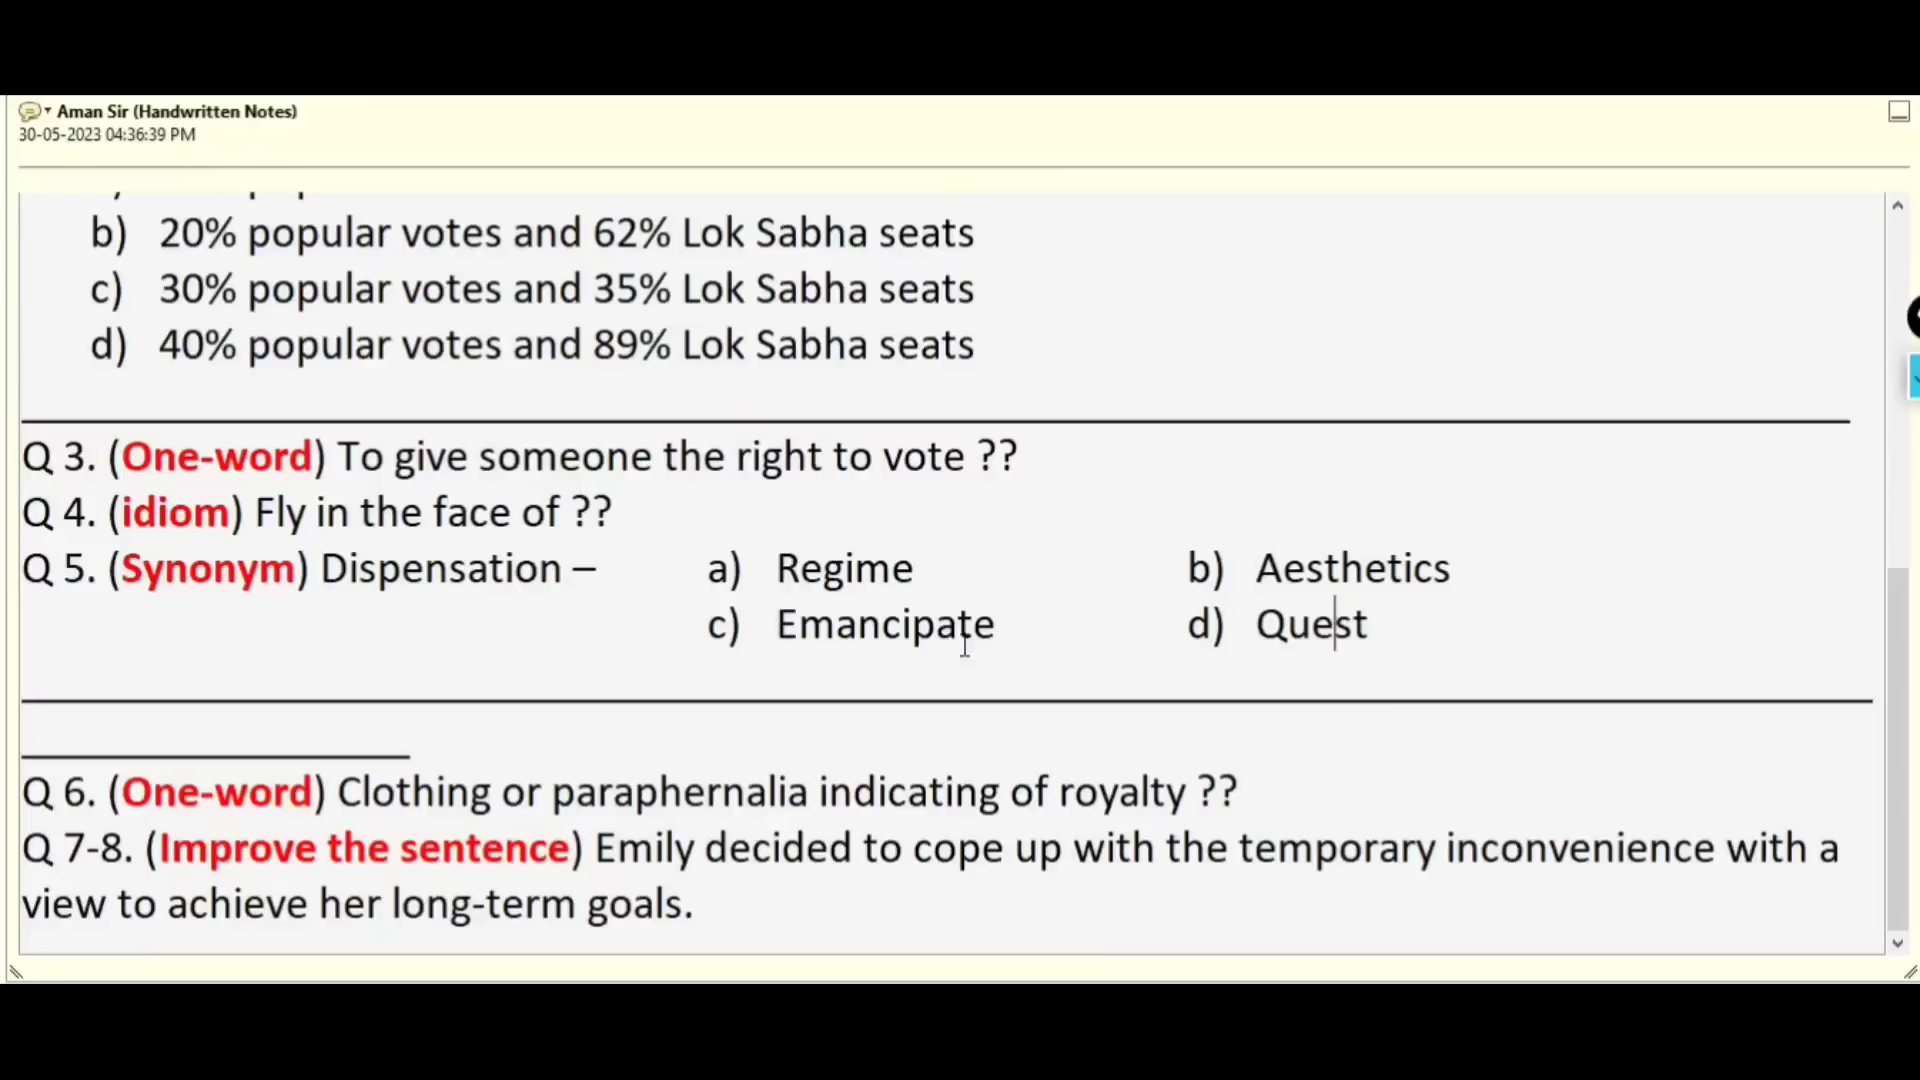 Aman Sir (Handwritten Notes)
30-05-2023 04:36:39 PM
b) 20% popular votes and 62% Lok Sabha seats
c) 30% popular votes and 35% Lok Sabha seats
d) 40% popular votes and 89% Lok Sabha seats
Q 3. (One-word) To give someone the right to vote ??
Q 4. (idiom) Fly in the face of ??
Q 5. (Synonym) Dispensation – a) Regime b) Aesthetics
c) Emancipate d) Quest
Q 6. (One-word) Clothing or paraphernalia indicating of royalty ??
Q 7-8. (Improve the sentence) Emily decided to cope up with the temporary inconvenience with a
view to achieve her long-term goals.